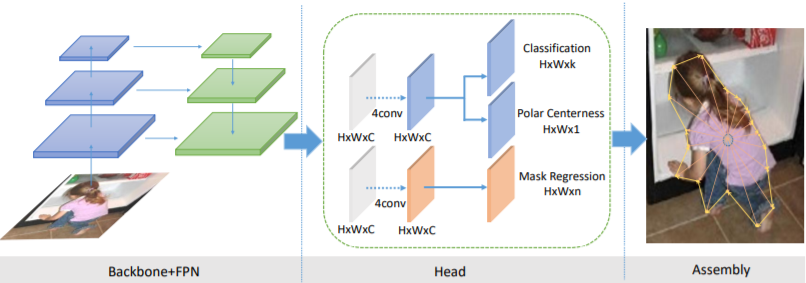 Classification
HxWxk
4conv
HxWxC
HxWxC
Polar Centerness
HxWx1
4conv
HxWxC
HxWxC
Mask Regression
HxWxn
Backbone+FPN
Head
Assembly